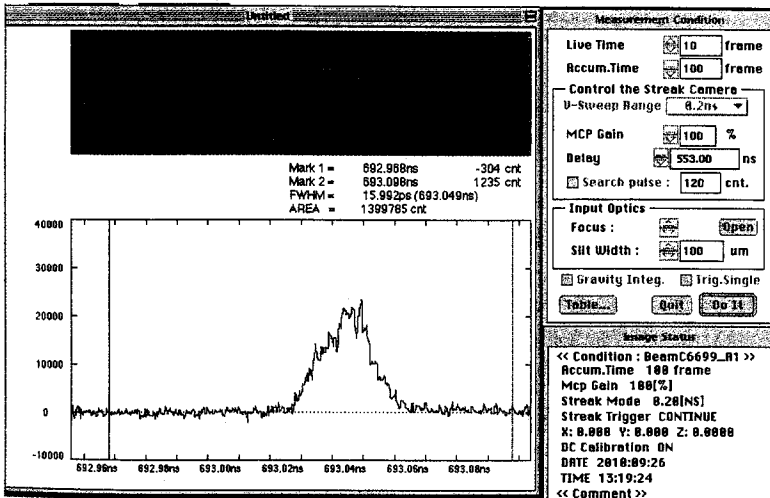 Untitled
Mark 1 = 692.968ns -304 cnt
Mark 2 = 693.098ns 1235 cnt
FWHM = 15.992ps (693.049ns)
AREA = 1399785 cnt
40000
30000
20000
10000
0
-10000
692.96ns 692.98ns 693.00ns 693.02ns 693.04ns 693.06ns 693.08ns
Measurement Condition
Live Time 10 frame
Accum.Time 100 frame
Control the Streak Camera
V-Sweep Range 0.2ns
MCP Gain 100 %
Delay 553.00 ns
Search pulse : 120 cnt.
Input Optics
Focus : Open
Slit Width : 100 um
Gravity Integ. Trig.Single
Table... Quit Do It
Image Status
<< Condition : BeamC6699_A1 >>
Accum.Time 100 frame
Mcp Gain 100[%]
Streak Mode 0.20[NS]
Streak Trigger CONTINUE
X: 0.000 Y: 0.000 Z: 0.0000
DC Calibration ON
DATE 2010:09:26
TIME 13:19:24
<< Comment >>